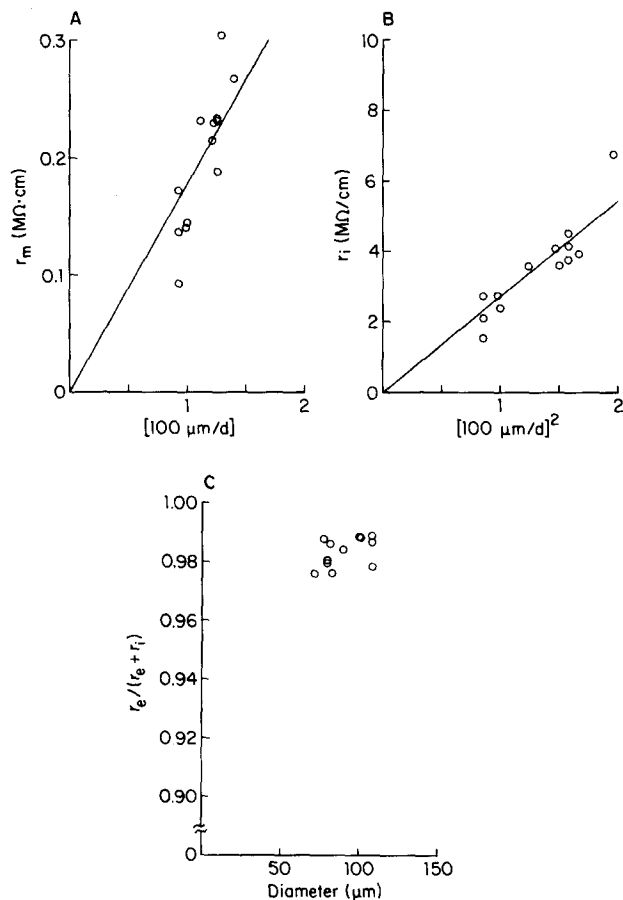 A
0.3
0.2
0.1
0
1
2
r_m (MΩ·cm)
[100 μm/d]
B
10
8
6
4
2
0
1
2
r_i (MΩ/cm)
[100 μm/d]²
C
1.00
0.98
0.96
0.94
0.92
0.90
0
50
100
150
r_e/(r_e + r_i)
Diameter (μm)